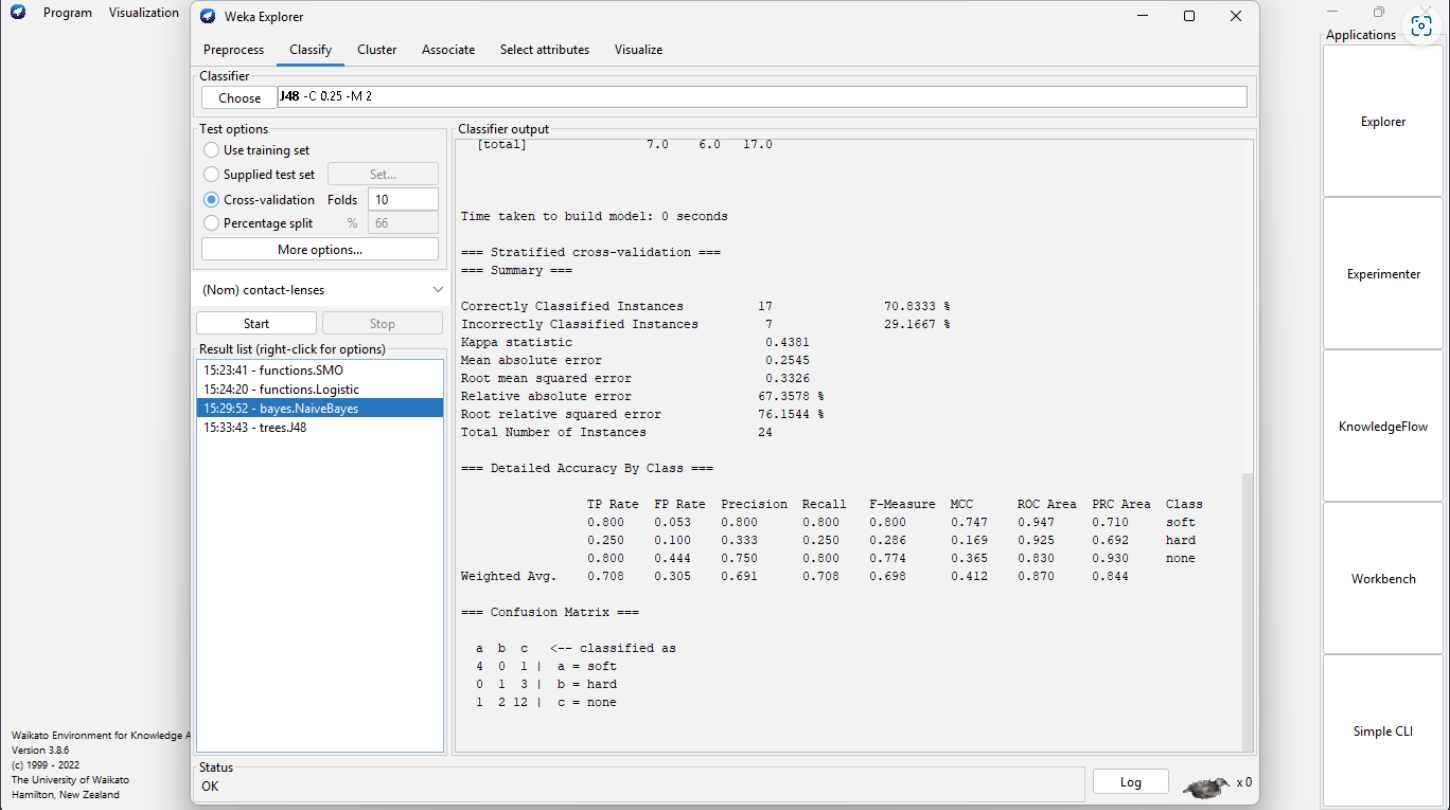 Program Visualization
Weka Explorer
Applications
Preprocess Classify Cluster Associate Select attributes Visualize
Classifier
Choose J48 -C 0.25 -M 2
Test options
Use training set
Supplied test set Set...
Cross-validation Folds 10
Percentage split % 66
More options...
(Nom) contact-lenses
Start Stop
Result list (right-click for options)
15:23:41 - functions.SMO
15:24:20 - functions.Logistic
15:29:52 - bayes.NaiveBayes
15:33:43 - trees.J48
Classifier output
[total] 7.0 6.0 17.0
Time taken to build model: 0 seconds
=== Stratified cross-validation ===
=== Summary ===
Correctly Classified Instances 17 70.8333 %
Incorrectly Classified Instances 7 29.1667 %
Kappa statistic 0.4381
Mean absolute error 0.2545
Root mean squared error 0.3326
Relative absolute error 67.3578 %
Root relative squared error 76.1544 %
Total Number of Instances 24
=== Detailed Accuracy By Class ===
TP Rate FP Rate Precision Recall F-Measure MCC ROC Area PRC Area Class
0.800 0.053 0.800 0.800 0.800 0.747 0.947 0.710 soft
0.250 0.100 0.333 0.250 0.286 0.169 0.925 0.692 hard
0.800 0.444 0.750 0.800 0.774 0.365 0.830 0.930 none
Weighted Avg. 0.708 0.305 0.691 0.708 0.698 0.412 0.870 0.844
=== Confusion Matrix ===
a b c <-- classified as
4 0 1 | a = soft
0 1 3 | b = hard
1 2 12 | c = none
Explorer
Experimenter
KnowledgeFlow
Workbench
Simple CLI
Waikato Environment for Knowledge A
Version 3.8.6
(c) 1999 - 2022
The University of Waikato
Hamilton, New Zealand
Status
OK
Log
x 0